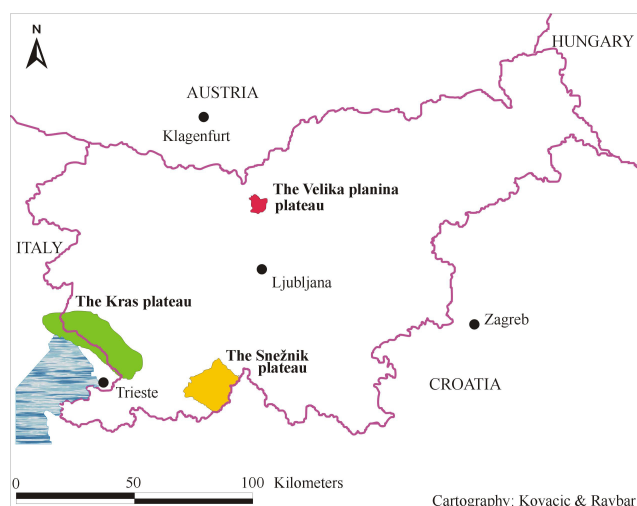 N
HUNGARY
AUSTRIA
Klagenfurt
The Velika planina
plateau
ITALY
Ljubljana
The Kras plateau
Zagreb
The Snežnik
plateau
Trieste
CROATIA
0 50 100 Kilometers
Cartography: Kovacic & Ravbar